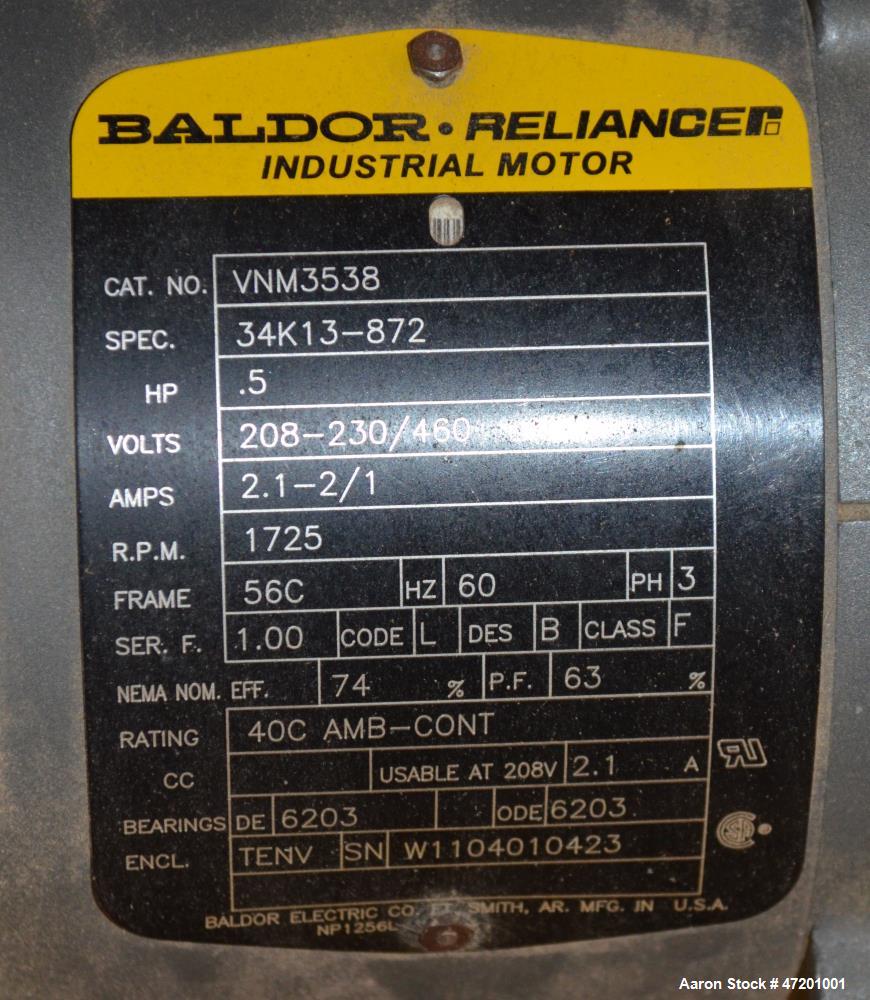 BALDOR • RELIANCER
INDUSTRIAL MOTOR
CAT. NO. VNM3538
SPEC. 34K13-872
HP .5
VOLTS 208-230/460
AMPS 2.1-2/1
R.P.M. 1725
FRAME 56C HZ 60 PH 3
SER. F. 1.00 CODE L DES B CLASS F
NEMA NOM. EFF. 74 % P.F. 63 %
RATING 40C AMB-CONT
CC USABLE AT 208V 2.1 A
BEARINGS DE 6203 ODE 6203
ENCL. TENV SN W1104010423
BALDOR ELECTRIC CO. SMITH, AR. MFG. IN U.S.A.
NP1256L
Aaron Stock # 47201001